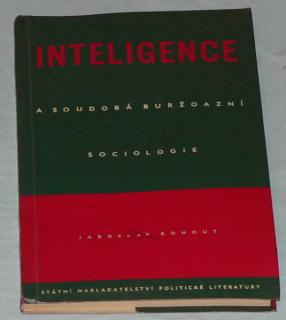 INTELIGENCE
A SOUDOBÁ BURŽOAZNÍ
SOCIOLOGIE
JAROSLAV KOHOUT
STÁTNÍ NAKLADATELSTVÍ POLITICKÉ LITERATURY